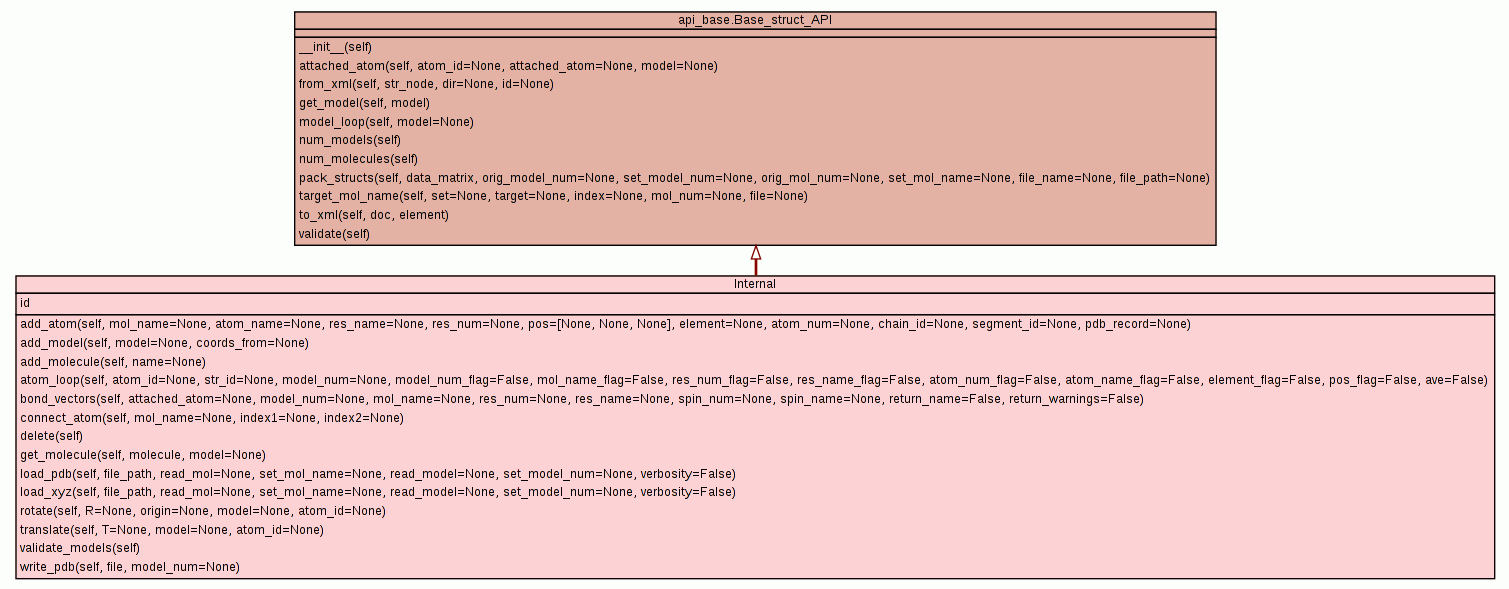 api_base.Base_struct_API
__init__(self)
attached_atom(self, atom_id=None, attached_atom=None, model=None)
from_xml(self, str_node, dir=None, id=None)
get_model(self, model)
model_loop(self, model=None)
num_models(self)
num_molecules(self)
pack_structs(self, data_matrix, orig_model_num=None, set_model_num=None, orig_mol_num=None, set_mol_name=None, file_name=None, file_path=None)
target_mol_name(self, set=None, target=None, index=None, mol_num=None, file=None)
to_xml(self, doc, element)
validate(self)
Internal
id
add_atom(self, mol_name=None, atom_name=None, res_name=None, res_num=None, pos=[None, None, None], element=None, atom_num=None, chain_id=None, segment_id=None, pdb_record=None)
add_model(self, model=None, coords_from=None)
add_molecule(self, name=None)
atom_loop(self, atom_id=None, str_id=None, model_num=None, model_num_flag=False, mol_name_flag=False, res_num_flag=False, res_name_flag=False, atom_num_flag=False, atom_name_flag=False, element_flag=False, pos_flag=False, ave=False)
bond_vectors(self, attached_atom=None, model_num=None, mol_name=None, res_num=None, res_name=None, spin_num=None, spin_name=None, return_name=False, return_warnings=False)
connect_atom(self, mol_name=None, index1=None, index2=None)
delete(self)
get_molecule(self, molecule, model=None)
load_pdb(self, file_path, read_mol=None, set_mol_name=None, read_model=None, set_model_num=None, verbosity=False)
load_xyz(self, file_path, read_mol=None, set_mol_name=None, read_model=None, set_model_num=None, verbosity=False)
rotate(self, R=None, origin=None, model=None, atom_id=None)
translate(self, T=None, model=None, atom_id=None)
validate_models(self)
write_pdb(self, file, model_num=None)